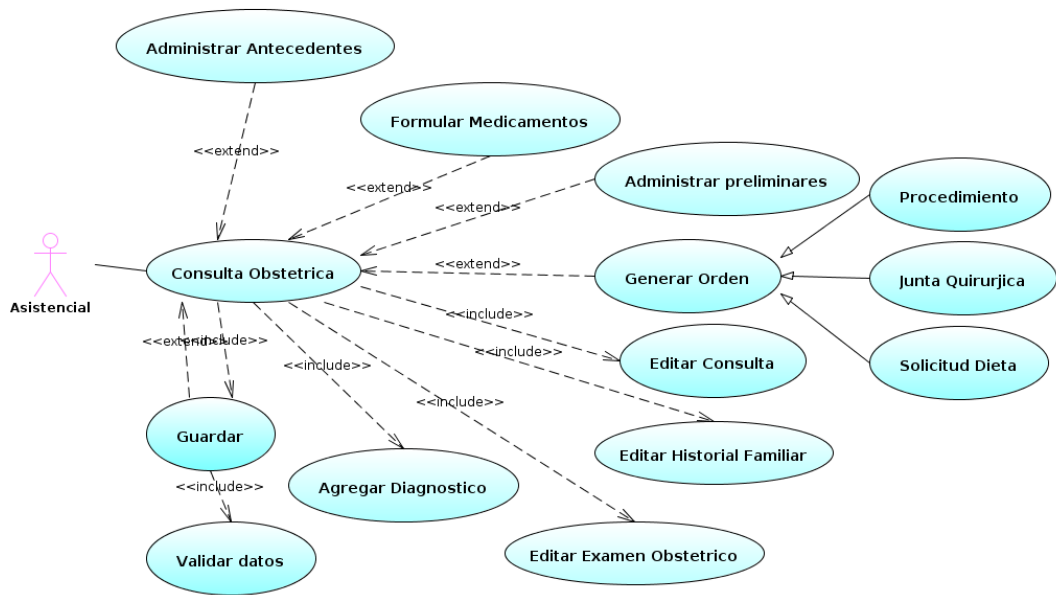 Administrar Antecedentes
Formular Medicamentos
<<extend>>
Administrar preliminares
<<extend>>
Procedimiento
<<extend>>
Consulta Obstetrica
<<extend>>
Generar Orden
Junta Quirurjica
Asistencial
<<include>>
<<extend>>
<<include>>
<<include>>
Editar Consulta
Solicitud Dieta
<<include>>
<<include>>
Guardar
Editar Historial Familiar
<<include>>
Agregar Diagnostico
Validar datos
Editar Examen Obstetrico